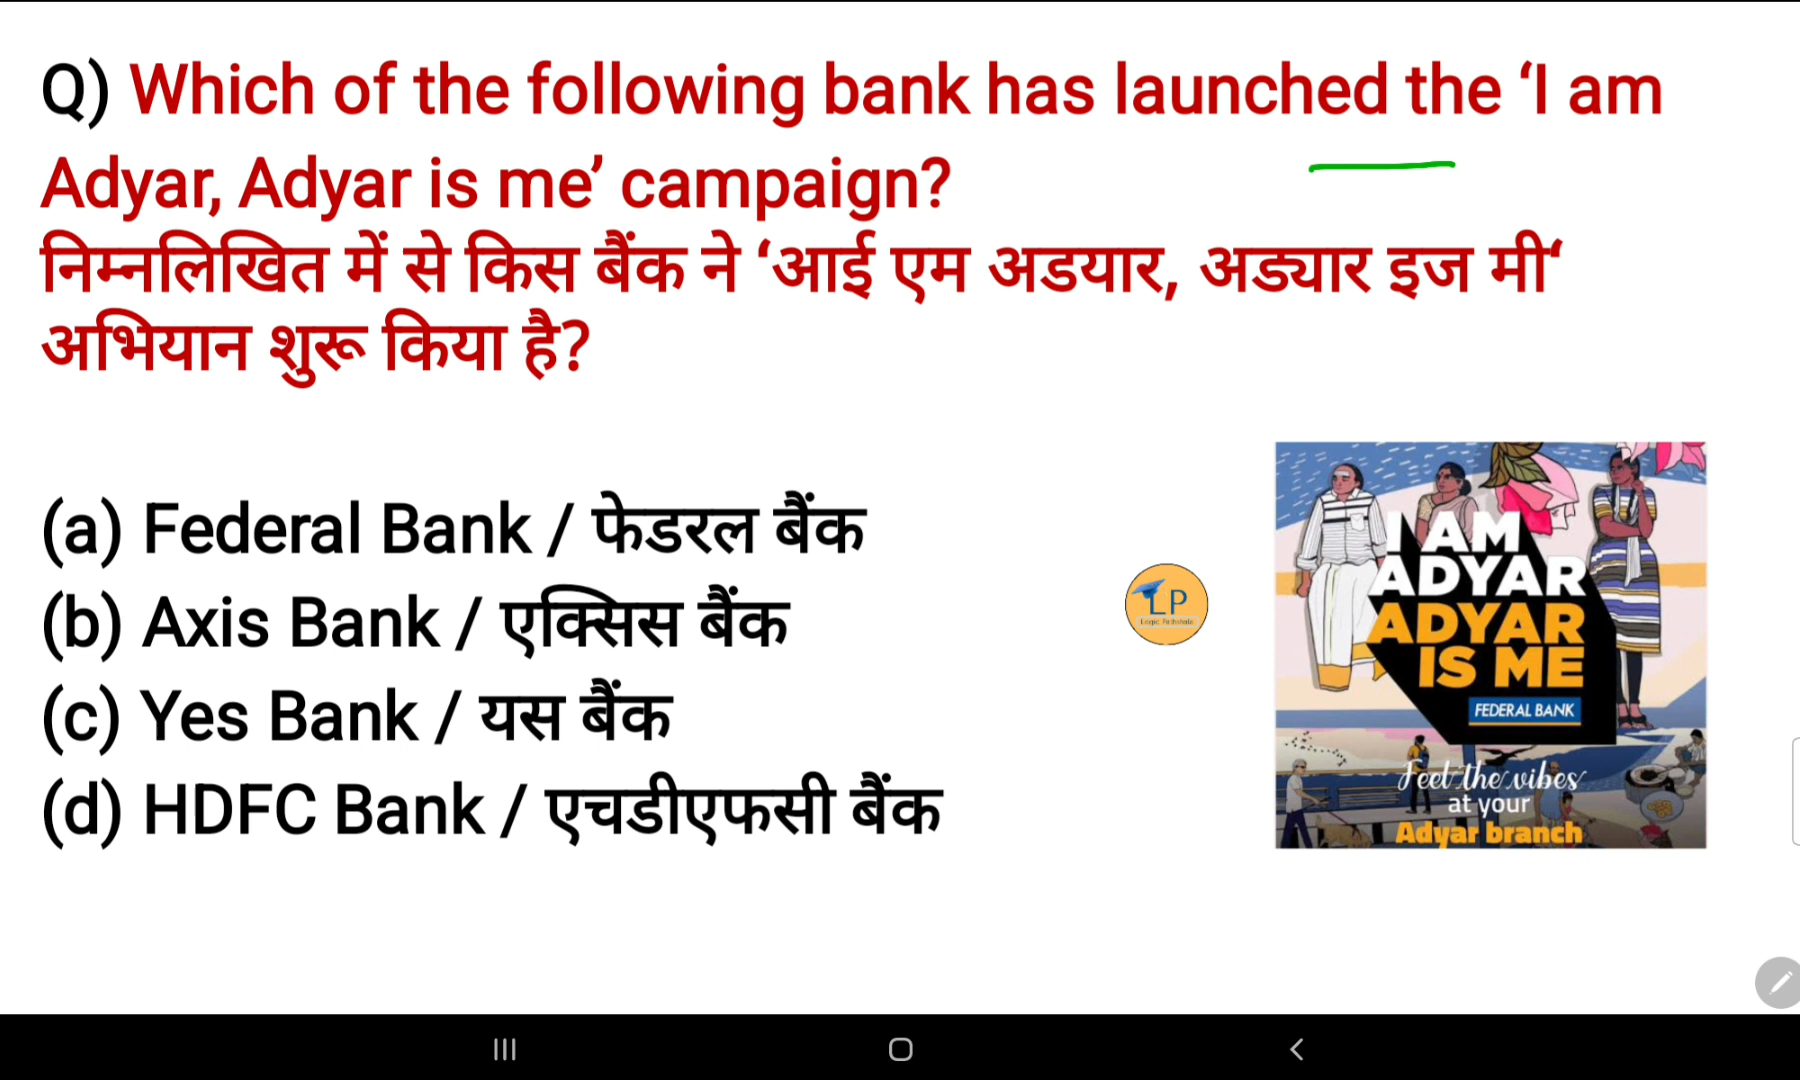 Q) Which of the following bank has launched the ‘I am
Adyar, Adyar is me’ campaign?
निम्नलिखित में से किस बैंक ने ‘आई एम अडयार, अड्यार इज मी‘
अभियान शुरू किया है?
(a) Federal Bank / फेडरल बैंक
(b) Axis Bank / एक्सिस बैंक
(c) Yes Bank / यस बैंक
(d) HDFC Bank / एचडीएफसी बैंक
LP
Logic Pathshala
I AM
ADYAR
ADYAR
IS ME
FEDERAL BANK
Feel the vibes
at your
Adyar branch